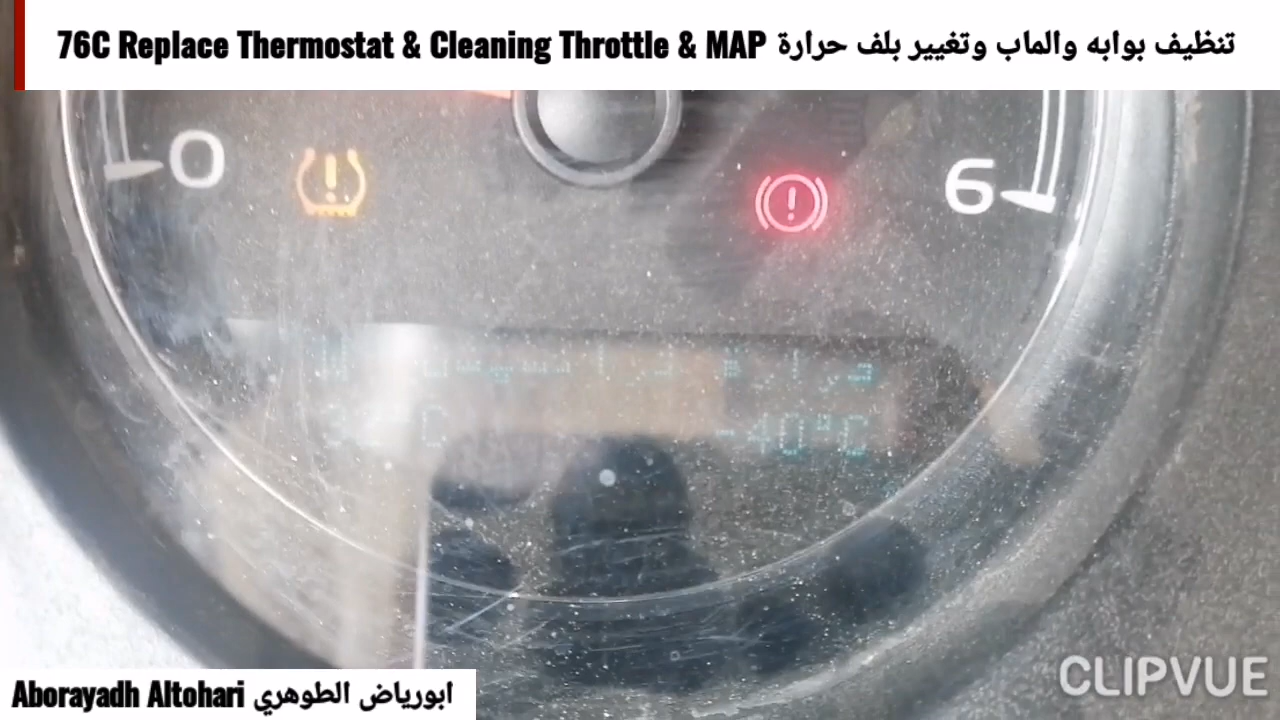 76C Replace Thermostat & Cleaning Throttle & MAP تنظيف بوابه والماب وتغيير بلف حرارة
0
6
-40°C
Aborayadh Altohari ابورياض الطوهري
CLIPVUE